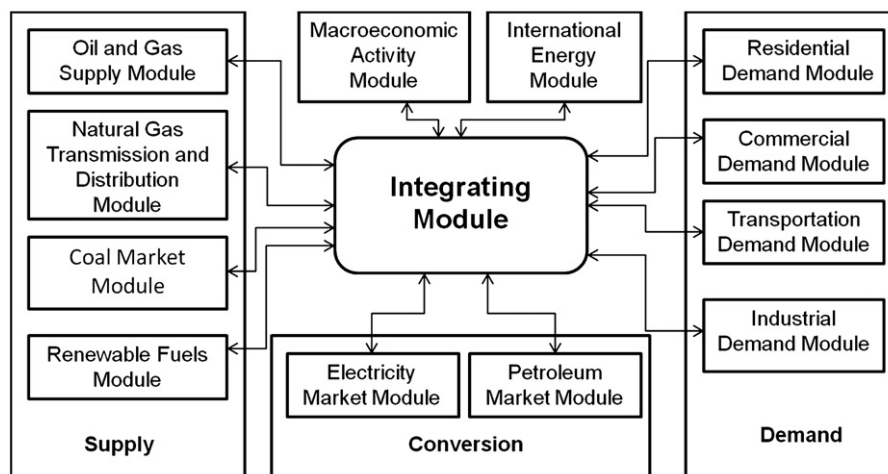 Oil and Gas
Supply Module
Natural Gas
Transmission and
Distribution
Module
Coal Market
Module
Renewable Fuels
Module
Supply
Macroeconomic
Activity
Module
International
Energy
Module
Integrating
Module
Electricity
Market Module
Petroleum
Market Module
Conversion
Residential
Demand Module
Commercial
Demand Module
Transportation
Demand Module
Industrial
Demand Module
Demand